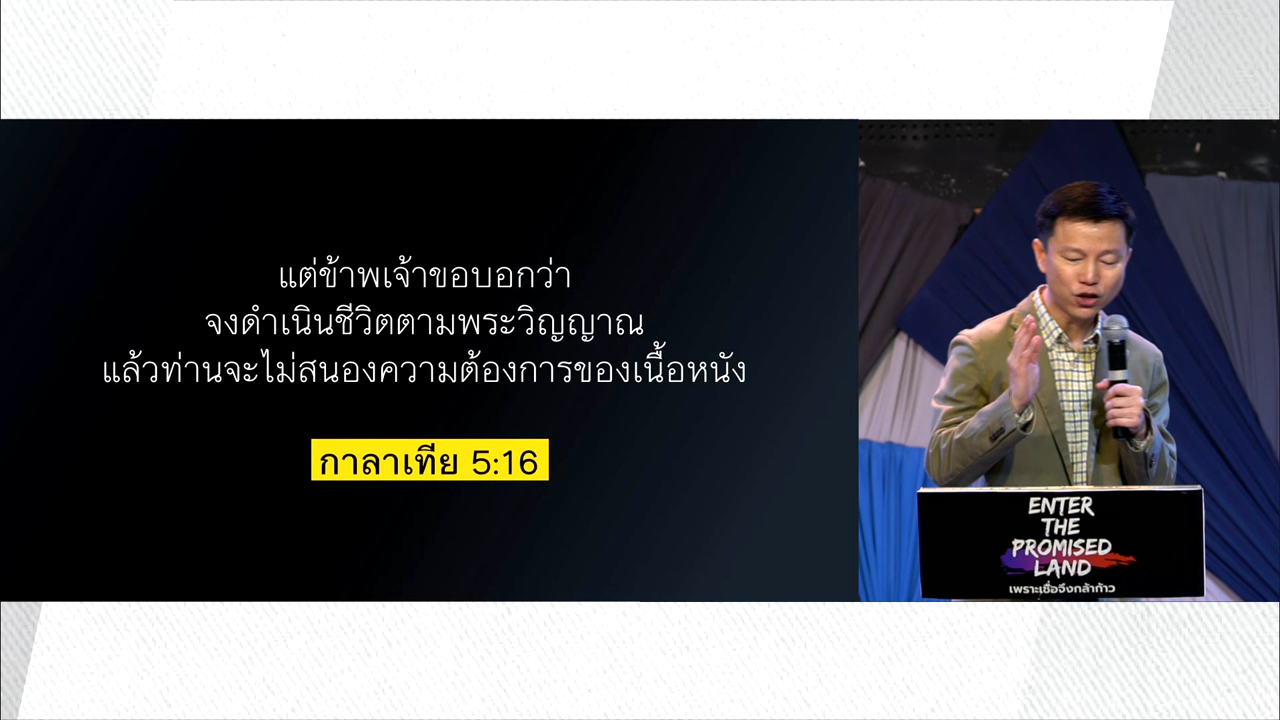 แต่ข้าพเจ้าขอบอกว่า
จงดำเนินชีวิตตามพระวิญญาณ
แล้วท่านจะไม่สนองความต้องการของเนื้อหนัง
กาลาเทีย 5:16
ENTER
THE
PROMISED
LAND
เพราะเชื่อจึงกล้าก้าว